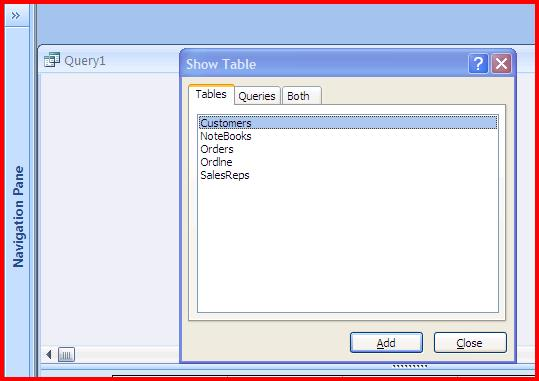 »
Navigation Pane
Query1
Show Table
?
Tables Queries Both
Customers
NoteBooks
Orders
Ordlne
SalesReps
Add Close